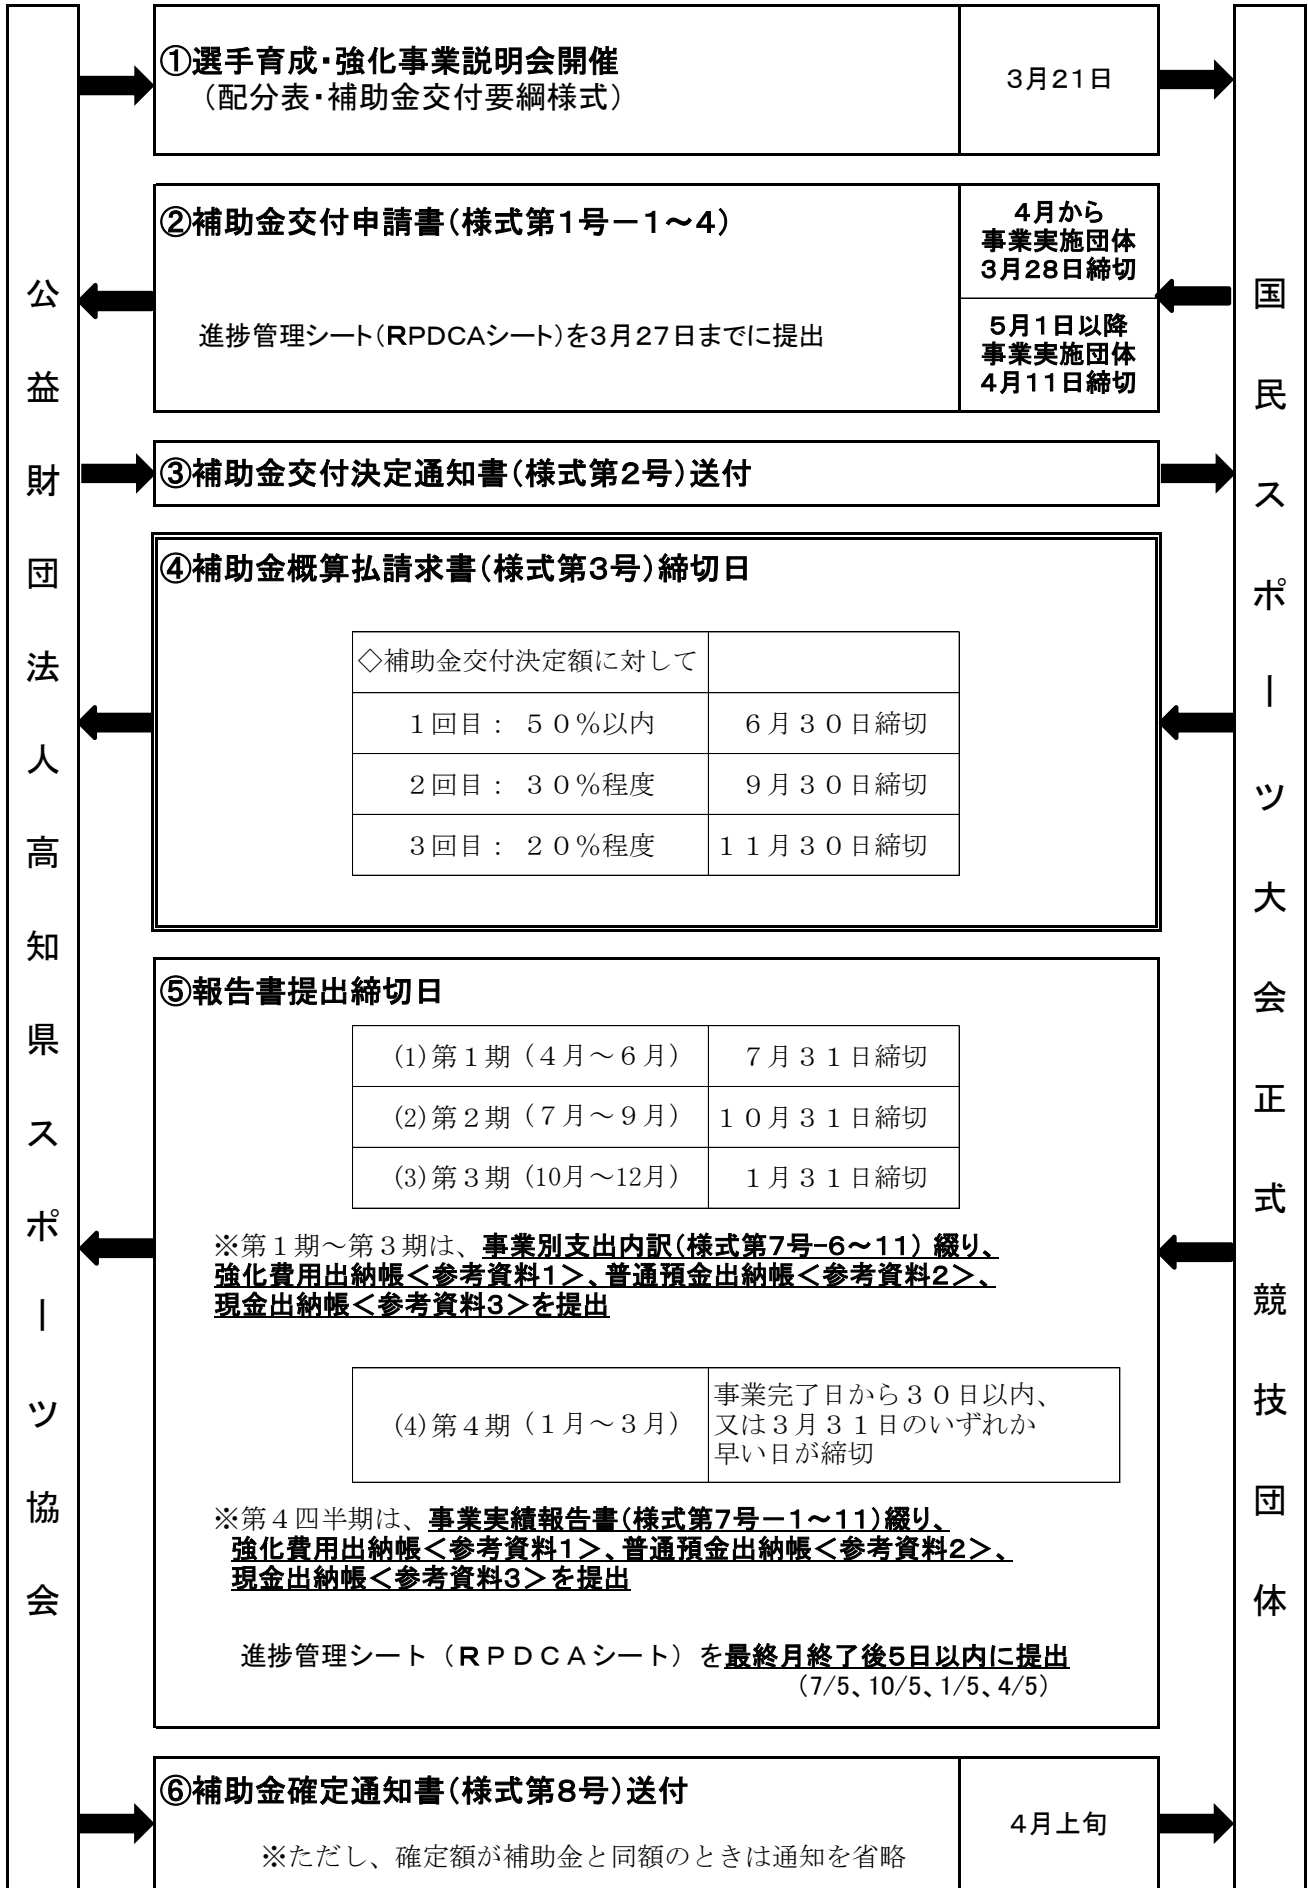 公益財団法人高知県スポーツ協会
①選手育成・強化事業説明会開催
（配分表・補助金交付要綱様式）
3月21日
②補助金交付申請書（様式第1号－1～4）
進捗管理シート（RPDCAシート）を3月27日までに提出
4月から
事業実施団体
3月28日締切
5月1日以降
事業実施団体
4月11日締切
③補助金交付決定通知書（様式第2号）送付
④補助金概算払請求書（様式第3号）締切日
◇補助金交付決定額に対して
１回目： ５０％以内 ６月３０日締切
２回目： ３０％程度 ９月３０日締切
３回目： ２０％程度 １１月３０日締切
⑤報告書提出締切日
(1)第１期（４月～６月） ７月３１日締切
(2)第２期（７月～９月） １０月３１日締切
(3)第３期（10月～12月） １月３１日締切
※第１期～第３期は、事業別支出内訳（様式第7号-6～11） 綴り、
強化費用出納帳＜参考資料1＞、普通預金出納帳＜参考資料2＞、
現金出納帳＜参考資料3＞を提出
(4)第４期（１月～３月）
事業完了日から３０日以内、
又は３月３１日のいずれか
早い日が締切
※第４四半期は、事業実績報告書（様式第7号－1～11）綴り、
強化費用出納帳＜参考資料1＞、普通預金出納帳＜参考資料2＞、
現金出納帳＜参考資料3＞を提出
進捗管理シート（ＲＰＤＣＡシート）を最終月終了後5日以内に提出
（7/5、10/5、1/5、4/5）
⑥補助金確定通知書（様式第8号）送付
※ただし、確定額が補助金と同額のときは通知を省略
4月上旬
国民スポーツ大会正式競技団体